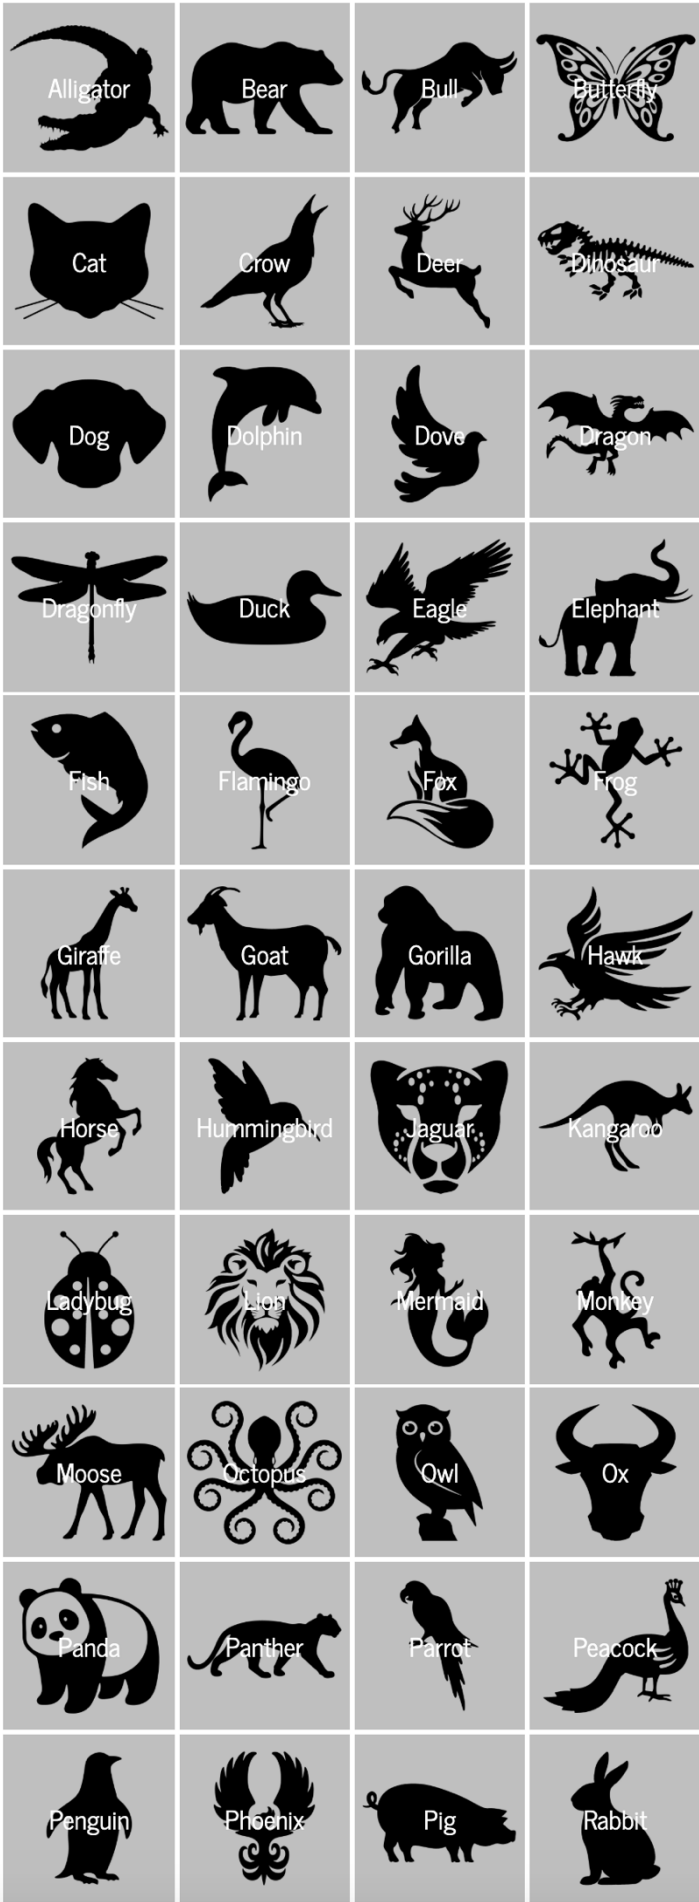 Alligator
Bear
Bull
Butterfly
Cat
Crow
Deer
Dinosaur
Dog
Dolphin
Dove
Dragon
Dragonfly
Duck
Eagle
Elephant
Fish
Flamingo
Fox
Frog
Giraffe
Goat
Gorilla
Hawk
Horse
Hummingbird
Jaguar
Kangaroo
Ladybug
Lion
Mermaid
Monkey
Moose
Octopus
Owl
Ox
Panda
Panther
Parrot
Peacock
Penguin
Phoenix
Pig
Rabbit